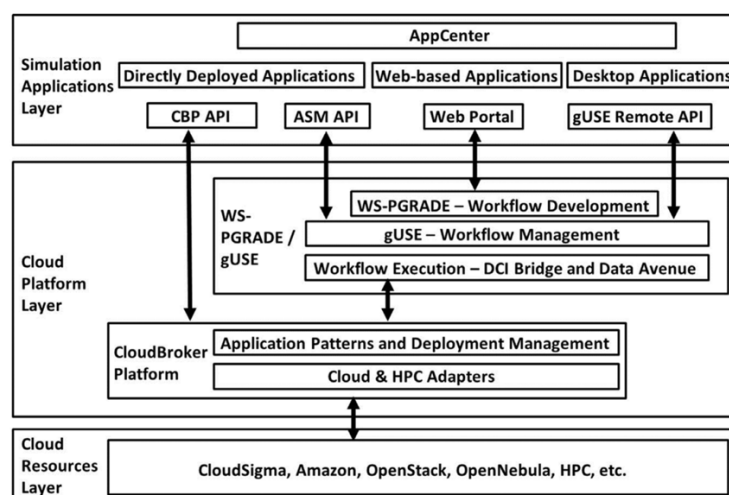 AppCenter
Simulation
Applications
Layer
Directly Deployed Applications
Web-based Applications
Desktop Applications
CBP API
ASM API
Web Portal
gUSE Remote API
Cloud
Platform
Layer
WS-
PGRADE /
gUSE
WS-PGRADE – Workflow Development
gUSE – Workflow Management
Workflow Execution – DCI Bridge and Data Avenue
CloudBroker
Platform
Application Patterns and Deployment Management
Cloud & HPC Adapters
Cloud
Resources
Layer
CloudSigma, Amazon, OpenStack, OpenNebula, HPC, etc.